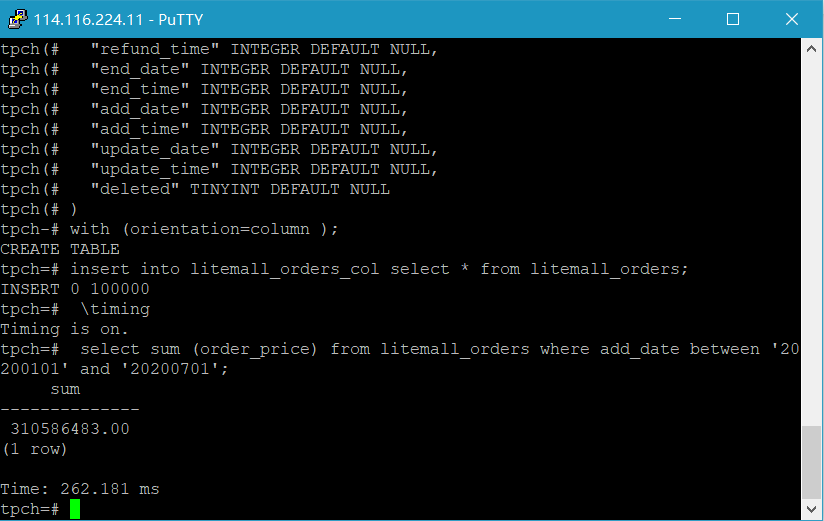 114.116.224.11 - PuTTY
tpch(#   "refund_time" INTEGER DEFAULT NULL,
tpch(#   "end_date" INTEGER DEFAULT NULL,
tpch(#   "end_time" INTEGER DEFAULT NULL,
tpch(#   "add_date" INTEGER DEFAULT NULL,
tpch(#   "add_time" INTEGER DEFAULT NULL,
tpch(#   "update_date" INTEGER DEFAULT NULL,
tpch(#   "update_time" INTEGER DEFAULT NULL,
tpch(#   "deleted" TINYINT DEFAULT NULL
tpch(# )
tpch-# with (orientation=column );
CREATE TABLE
tpch=# insert into litemall_orders_col select * from litemall_orders;
INSERT 0 100000
tpch=#  \timing
Timing is on.
tpch=#  select sum (order_price) from litemall_orders where add_date between '20
200101' and '20200701';
     sum
--------------
 310586483.00
(1 row)
Time: 262.181 ms
tpch=#